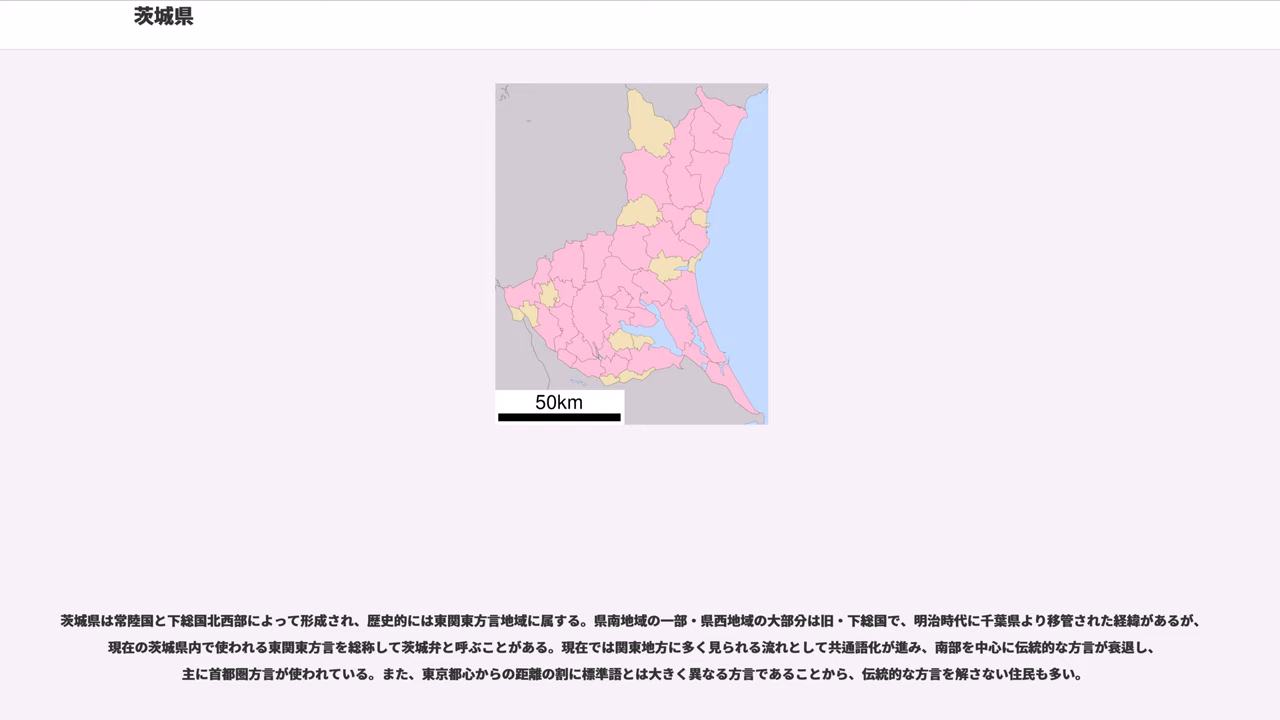 茨城県
50km
茨城県は常陸国と下総国北西部によって形成され、歴史的には東関東方言地域に属する。県南地域の一部・県西地域の大部分は旧・下総国で、明治時代に千葉県より移管された経緯があるが、
現在の茨城県内で使われる東関東方言を総称して茨城弁と呼ぶことがある。現在では関東地方に多く見られる流れとして共通語化が進み、南部を中心に伝統的な方言が衰退し、
主に首都圏方言が使われている。また、東京都心からの距離の割に標準語とは大きく異なる方言であることから、伝統的な方言を解さない住民も多い。